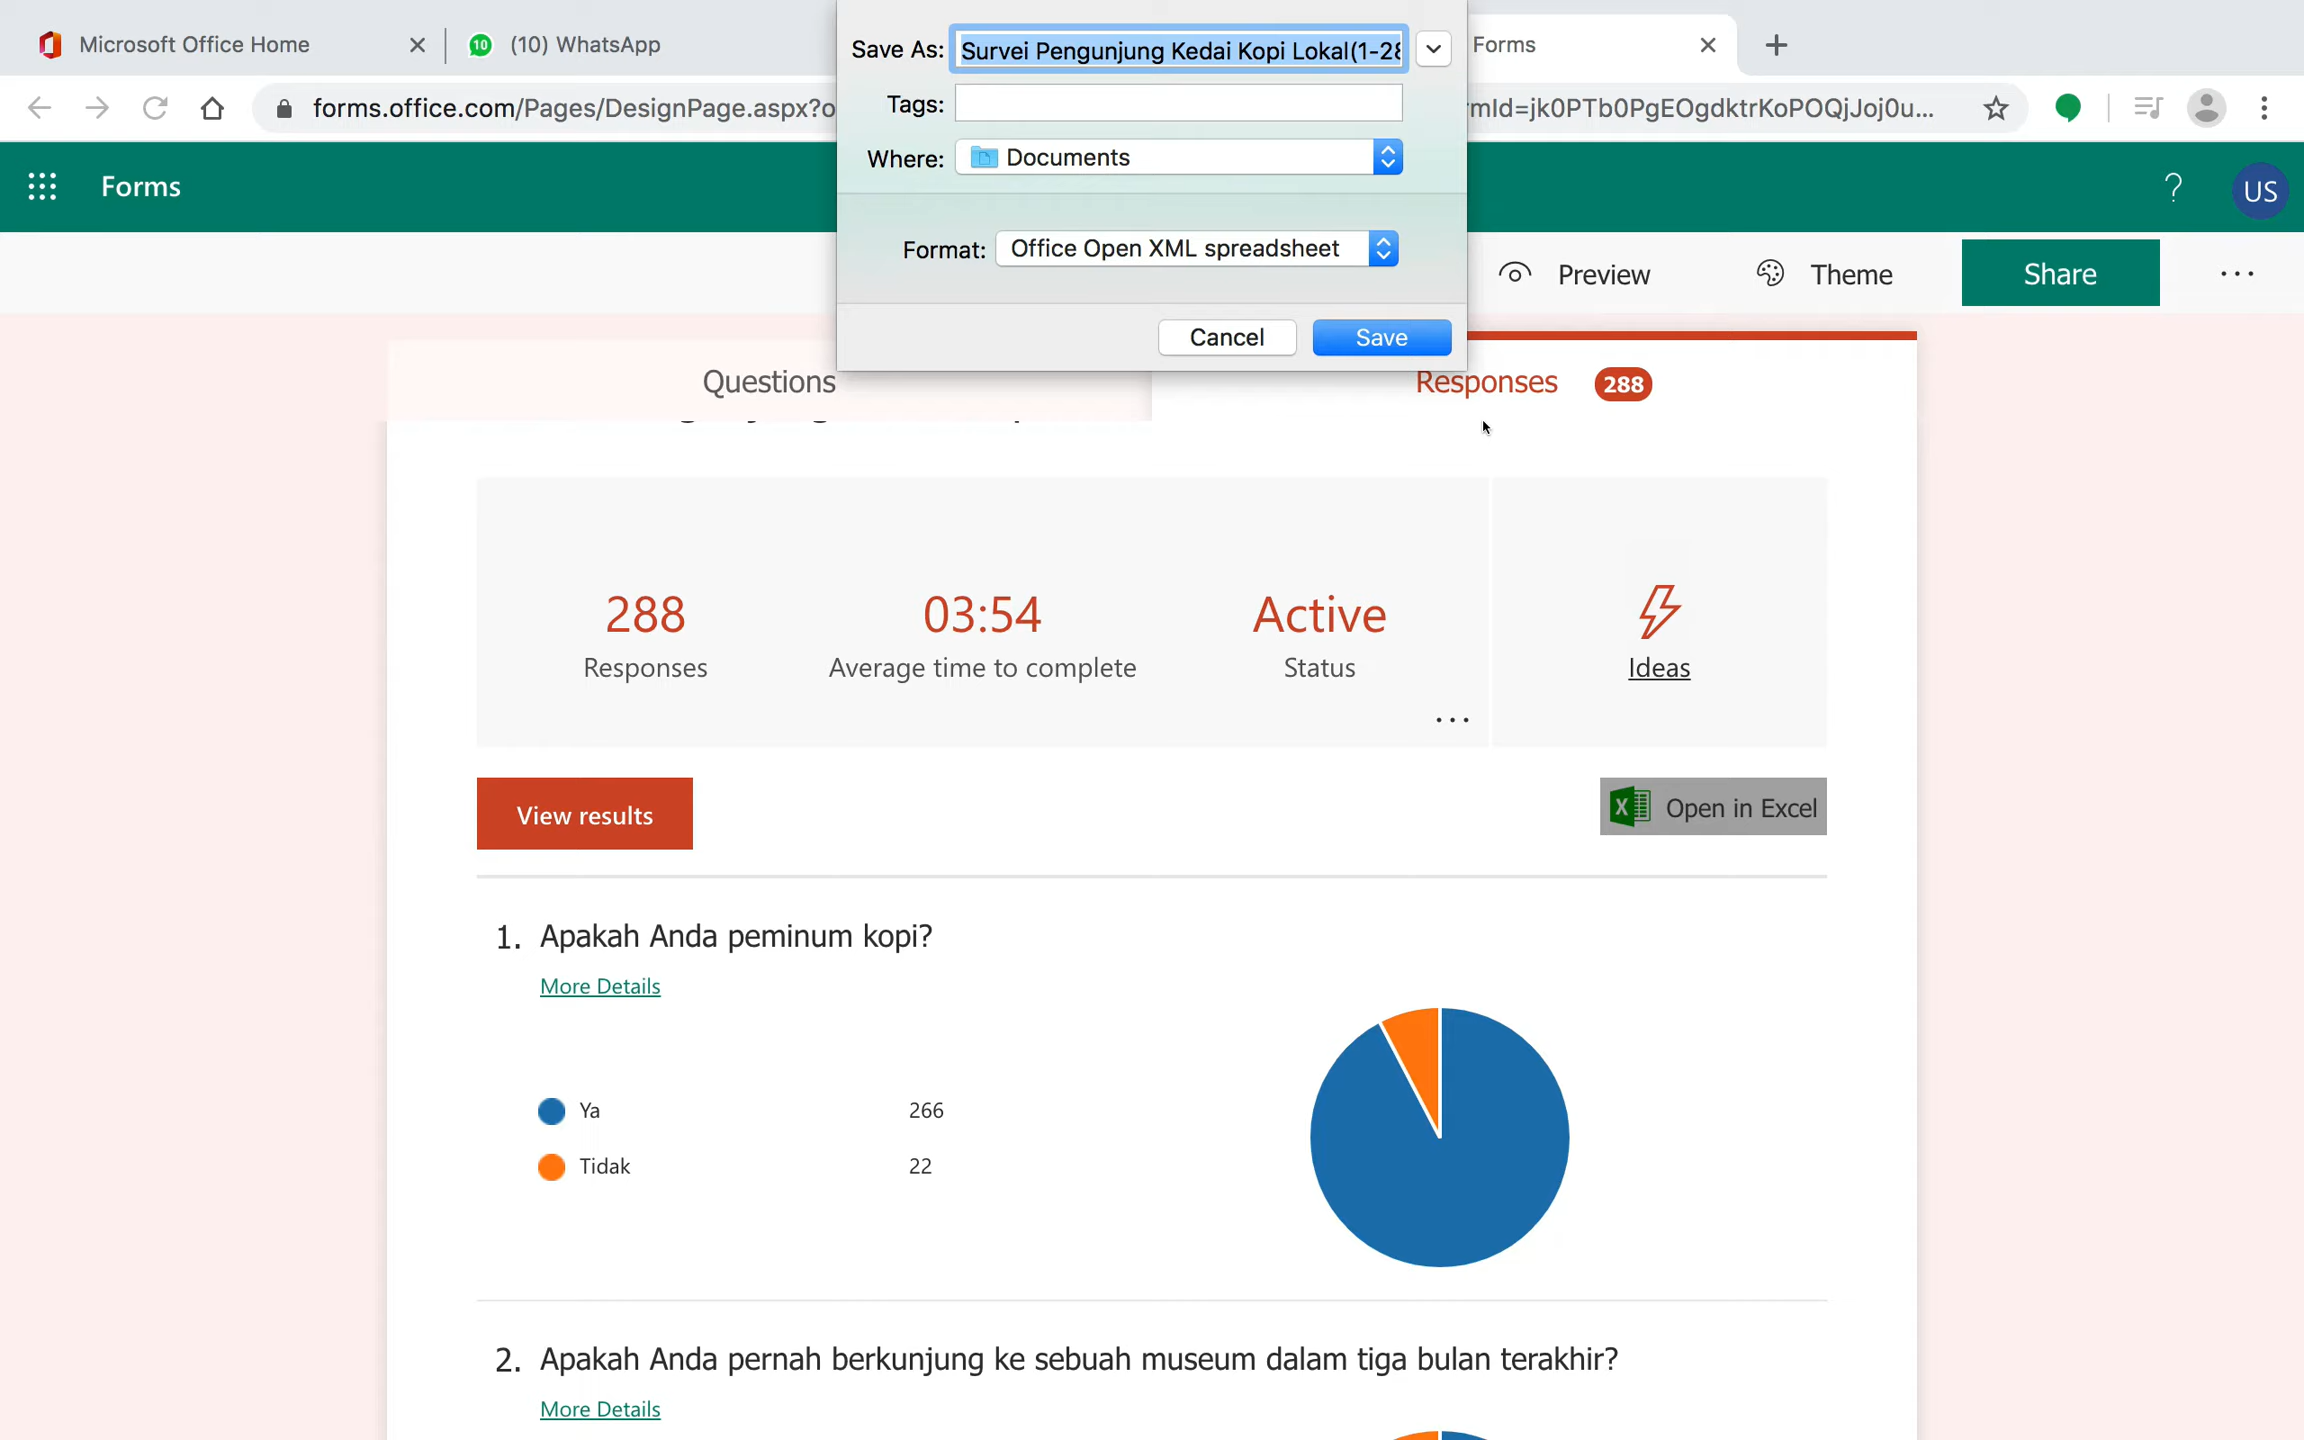 Microsoft Office Home
10 (10) WhatsApp
Forms
forms.office.com/Pages/DesignPage.aspx?o
mId=jk0PTb0PgEOgdktrKoPOQjJoj0u...
Save As: Survei Pengunjung Kedai Kopi Lokal(1-28
Tags:
Where: Documents
Format: Office Open XML spreadsheet
Cancel Save
Forms
? US
Preview Theme Share ...
Questions Responses 288
288 03:54 Active
Responses Average time to complete Status Ideas
...
View results Open in Excel
1. Apakah Anda peminum kopi?
More Details
Ya 266
Tidak 22
2. Apakah Anda pernah berkunjung ke sebuah museum dalam tiga bulan terakhir?
More Details